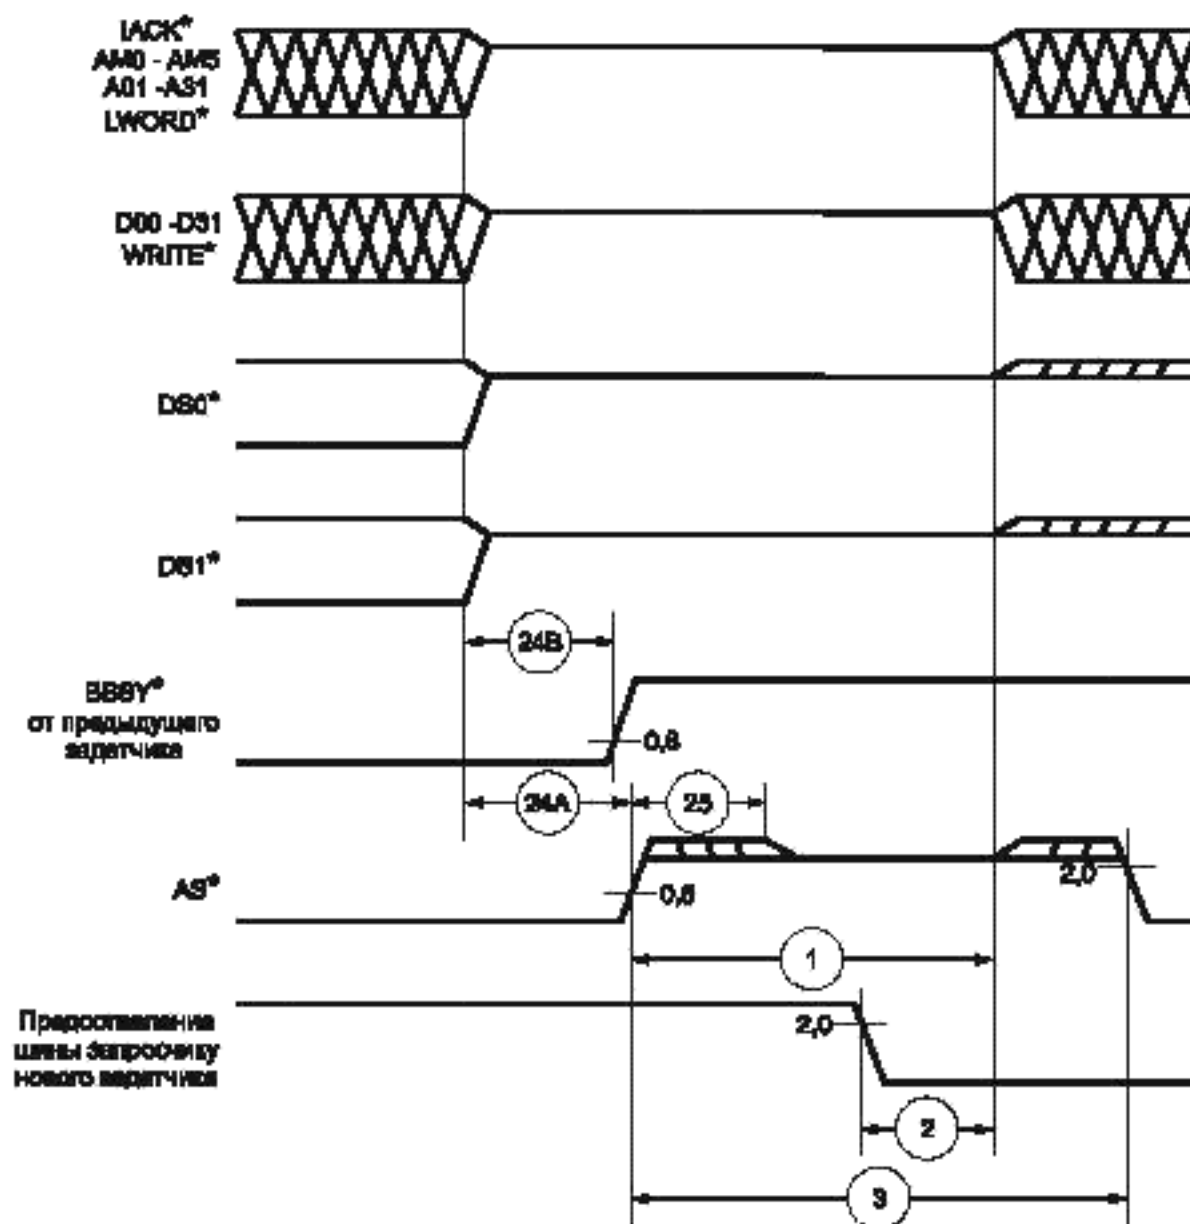 IACK*
AM0 - AM5
A01 -A31
LWORD*
D00 -D31
WRITE*
DS0*
DS1*
24B
BBSY*
от предыдущего
задатчика
0,8
24A
25
AS*
0,8
2,0
1
Предоставление
шины запросчику
нового задатчика
2,0
2
3